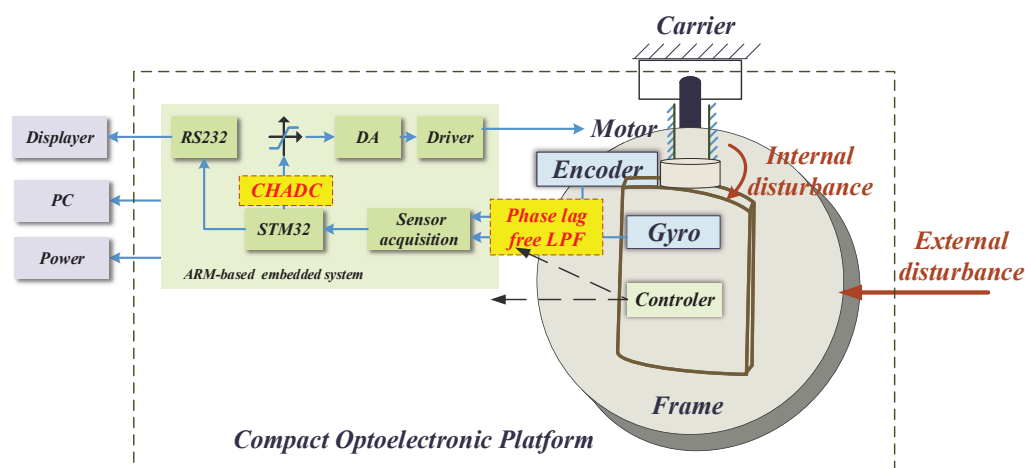 Carrier
Displayer
RS232
DA
Driver
Motor
Encoder
Internal
disturbance
CHADC
PC
STM32
Sensor
acquisition
Phase lag
free LPF
Gyro
Power
ARM-based embedded system
External
disturbance
Controler
Frame
Compact Optoelectronic Platform